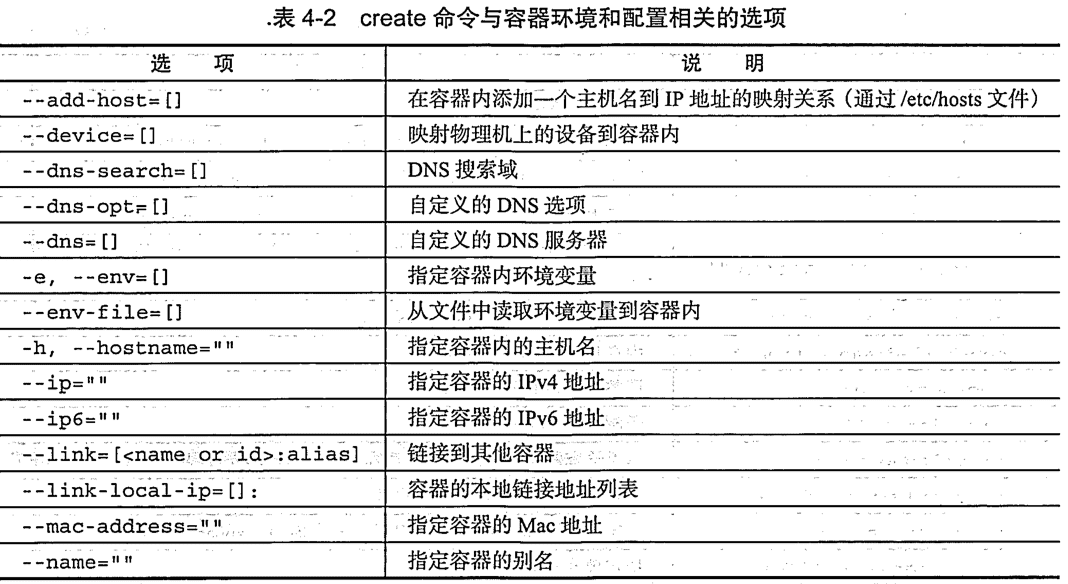 表 4-2 create 命令与容器环境和配置相关的选项
选 项 说 明
--add-host=[] 在容器内添加一个主机名到 IP 地址的映射关系（通过 /etc/hosts 文件）
--device=[] 映射物理机上的设备到容器内
--dns-search=[] DNS 搜索域
--dns-opt=[] 自定义的 DNS 选项
--dns=[] 自定义的 DNS 服务器
-e, --env=[] 指定容器内环境变量
--env-file=[] 从文件中读取环境变量到容器内
-h, --hostname="" 指定容器内的主机名
--ip="" 指定容器的 IPv4 地址
--ip6="" 指定容器的 IPv6 地址
--link=[<name or id>:alias] 链接到其他容器
--link-local-ip=[]: 容器的本地链接地址列表
--mac-address="" 指定容器的 Mac 地址
--name="" 指定容器的别名